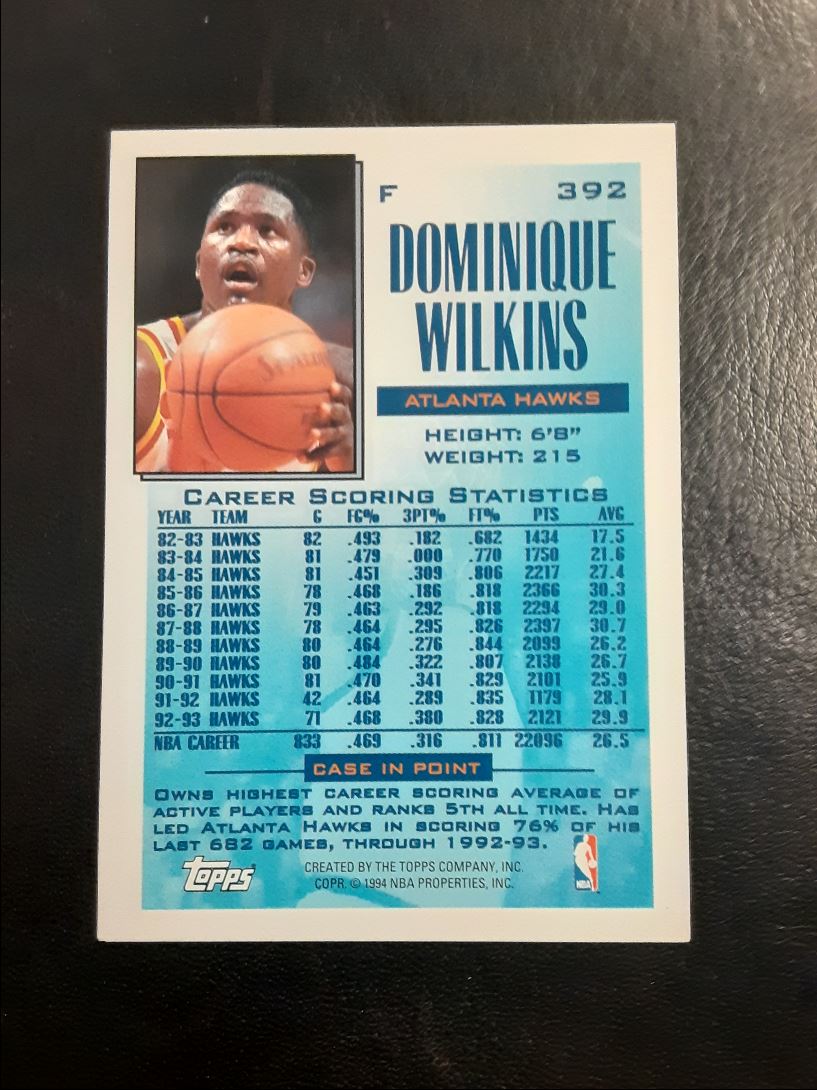 F 392
DOMINIQUE
WILKINS
ATLANTA HAWKS
HEIGHT: 6'8"
WEIGHT: 215
SPALDING
CAREER SCORING STATISTICS
YEAR TEAM G FG% 3PT% FT% PTS AVG
82-83 HAWKS 82 .493 .182 .682 1434 17.5
83-84 HAWKS 81 .479 .000 .770 1750 21.6
84-85 HAWKS 81 .451 .309 .806 2217 27.4
85-86 HAWKS 78 .468 .186 .818 2366 30.3
86-87 HAWKS 79 .463 .292 .818 2294 29.0
87-88 HAWKS 78 .464 .295 .826 2397 30.7
88-89 HAWKS 80 .464 .276 .844 2099 26.2
89-90 HAWKS 80 .484 .322 .807 2138 26.7
90-91 HAWKS 81 .470 .341 .829 2101 25.9
91-92 HAWKS 42 .464 .289 .835 1179 28.1
92-93 HAWKS 71 .468 .380 .828 2121 29.9
NBA CAREER 833 .469 .316 .811 22096 26.5
CASE IN POINT
OWNS HIGHEST CAREER SCORING AVERAGE OF
ACTIVE PLAYERS AND RANKS 5TH ALL TIME. HAS
LED ATLANTA HAWKS IN SCORING 76% OF HIS
LAST 682 GAMES, THROUGH 1992-93.
TOPPS® CREATED BY THE TOPPS COMPANY, INC.
COPR. © 1994 NBA PROPERTIES, INC.
NBA